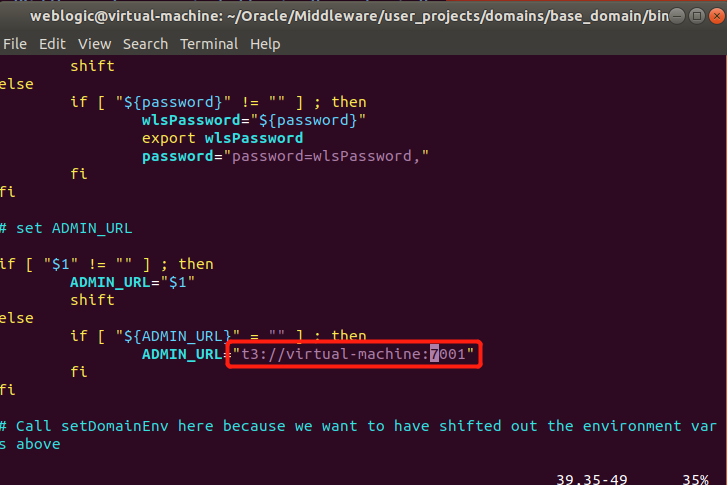 weblogic@virtual-machine: ~/Oracle/Middleware/user_projects/domains/base_domain/bin
File Edit View Search Terminal Help
        shift
else
        if [ "${password}" != "" ] ; then
                wlsPassword="${password}"
                export wlsPassword
                password="password=wlsPassword,"
        fi
fi
# set ADMIN_URL
if [ "$1" != "" ] ; then
        ADMIN_URL="$1"
        shift
else
        if [ "${ADMIN_URL}" = "" ] ; then
                ADMIN_URL="t3://virtual-machine:7001"
        fi
fi
# Call setDomainEnv here because we want to have shifted out the environment var
s above
39,35-49 35%